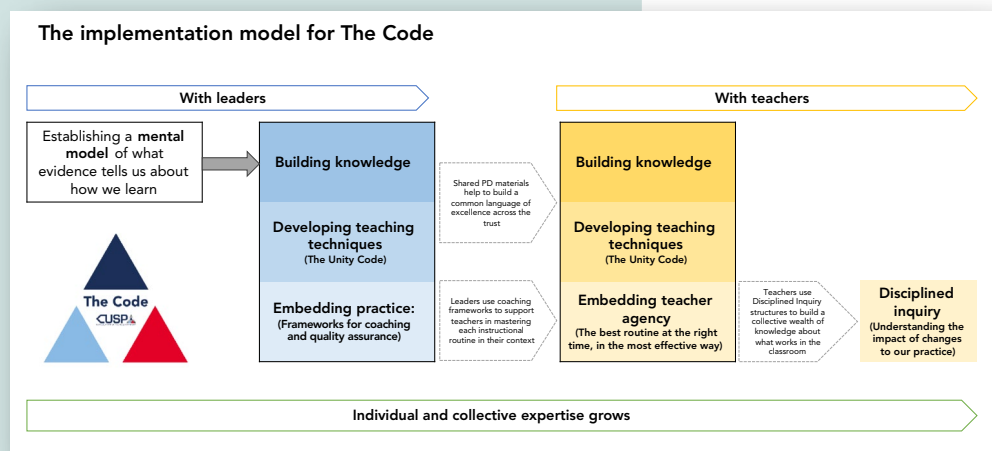 The implementation model for The Code
With leaders
With teachers
Establishing a mental
model of what
evidence tells us about
how we learn
Building knowledge
Developing teaching
techniques
(The Unity Code)
Embedding practice:
(Frameworks for coaching
and quality assurance)
Shared PD materials
help to build a
common language of
excellence across the
trust
Leaders use coaching
frameworks to support
teachers in mastering
each instructional
routine in their context
Building knowledge
Developing teaching
techniques
(The Unity Code)
Embedding teacher
agency
(The best routine at the right
time, in the most effective way)
Teachers use
Disciplined Inquiry
structures to build a
collective wealth of
knowledge about
what works in the
classroom
Disciplined
inquiry
(Understanding the
impact of changes
to our practice)
The Code
CUSP
Individual and collective expertise grows